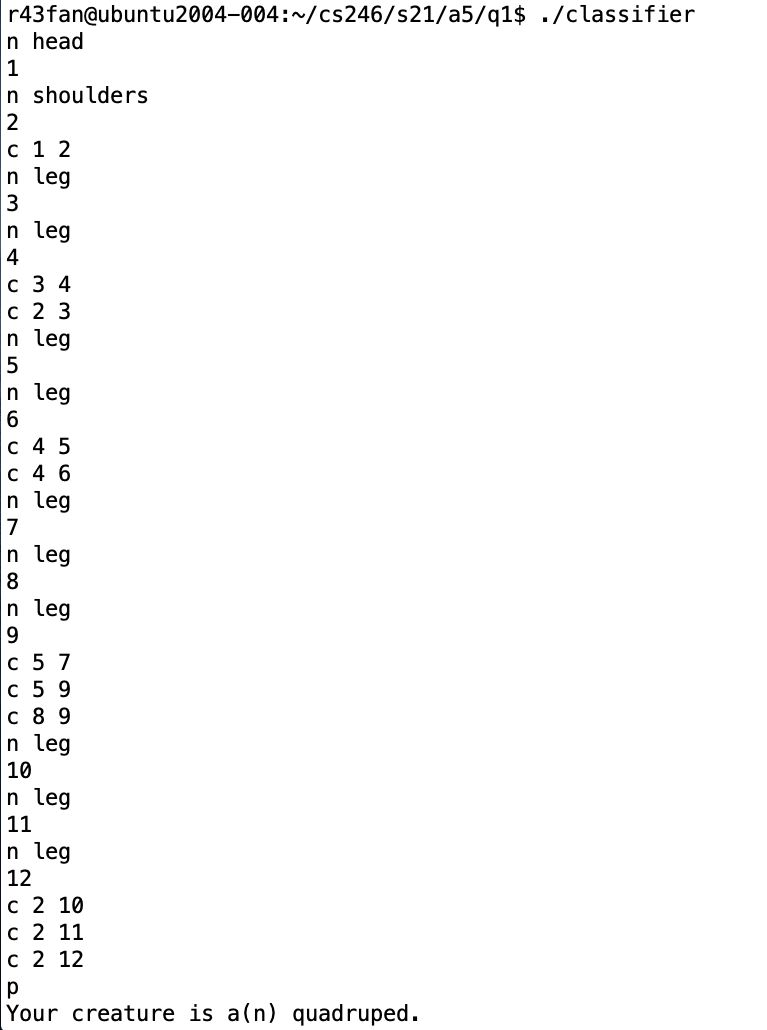 r43fan@ubuntu2004-004:~/cs246/s21/a5/q1$ ./classifier
n head
1
n shoulders
2
c 1 2
n leg
3
n leg
4
c 3 4
c 2 3
n leg
5
n leg
6
c 4 5
c 4 6
n leg
7
n leg
8
n leg
9
c 5 7
c 5 9
c 8 9
n leg
10
n leg
11
n leg
12
c 2 10
c 2 11
c 2 12
p
Your creature is a(n) quadruped.